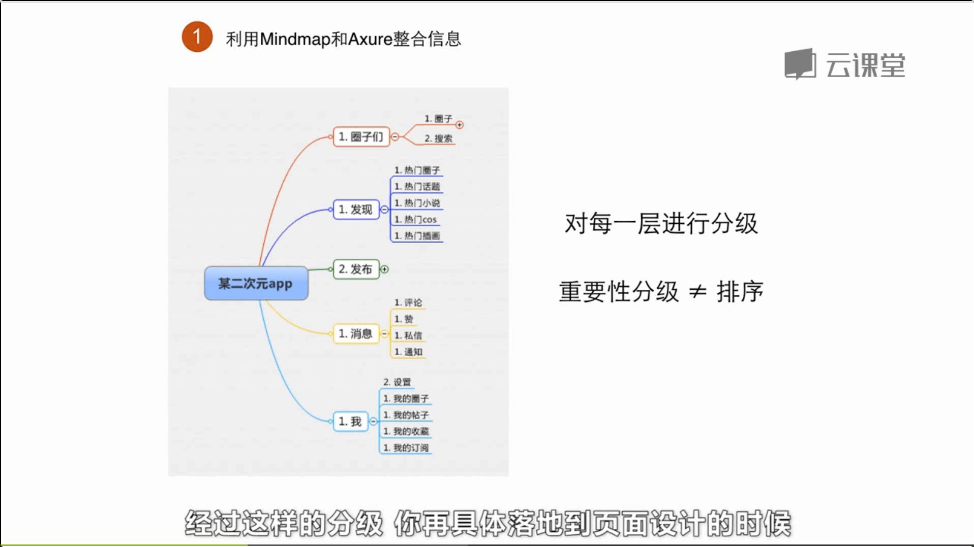 1 利用Mindmap和Axure整合信息
云课堂
1. 圈子们
1. 圈子
2. 搜索
1. 发现
1. 热门圈子
1. 热门话题
1. 热门小说
1. 热门cos
1. 热门插画
某二次元app
2. 发布
1. 消息
1. 评论
1. 赞
1. 私信
1. 通知
1. 我
2. 设置
1. 我的圈子
1. 我的帖子
1. 我的收藏
1. 我的订阅
对每一层进行分级
重要性分级 ≠ 排序
经过这样的分级 你再具体落地到页面设计的时候